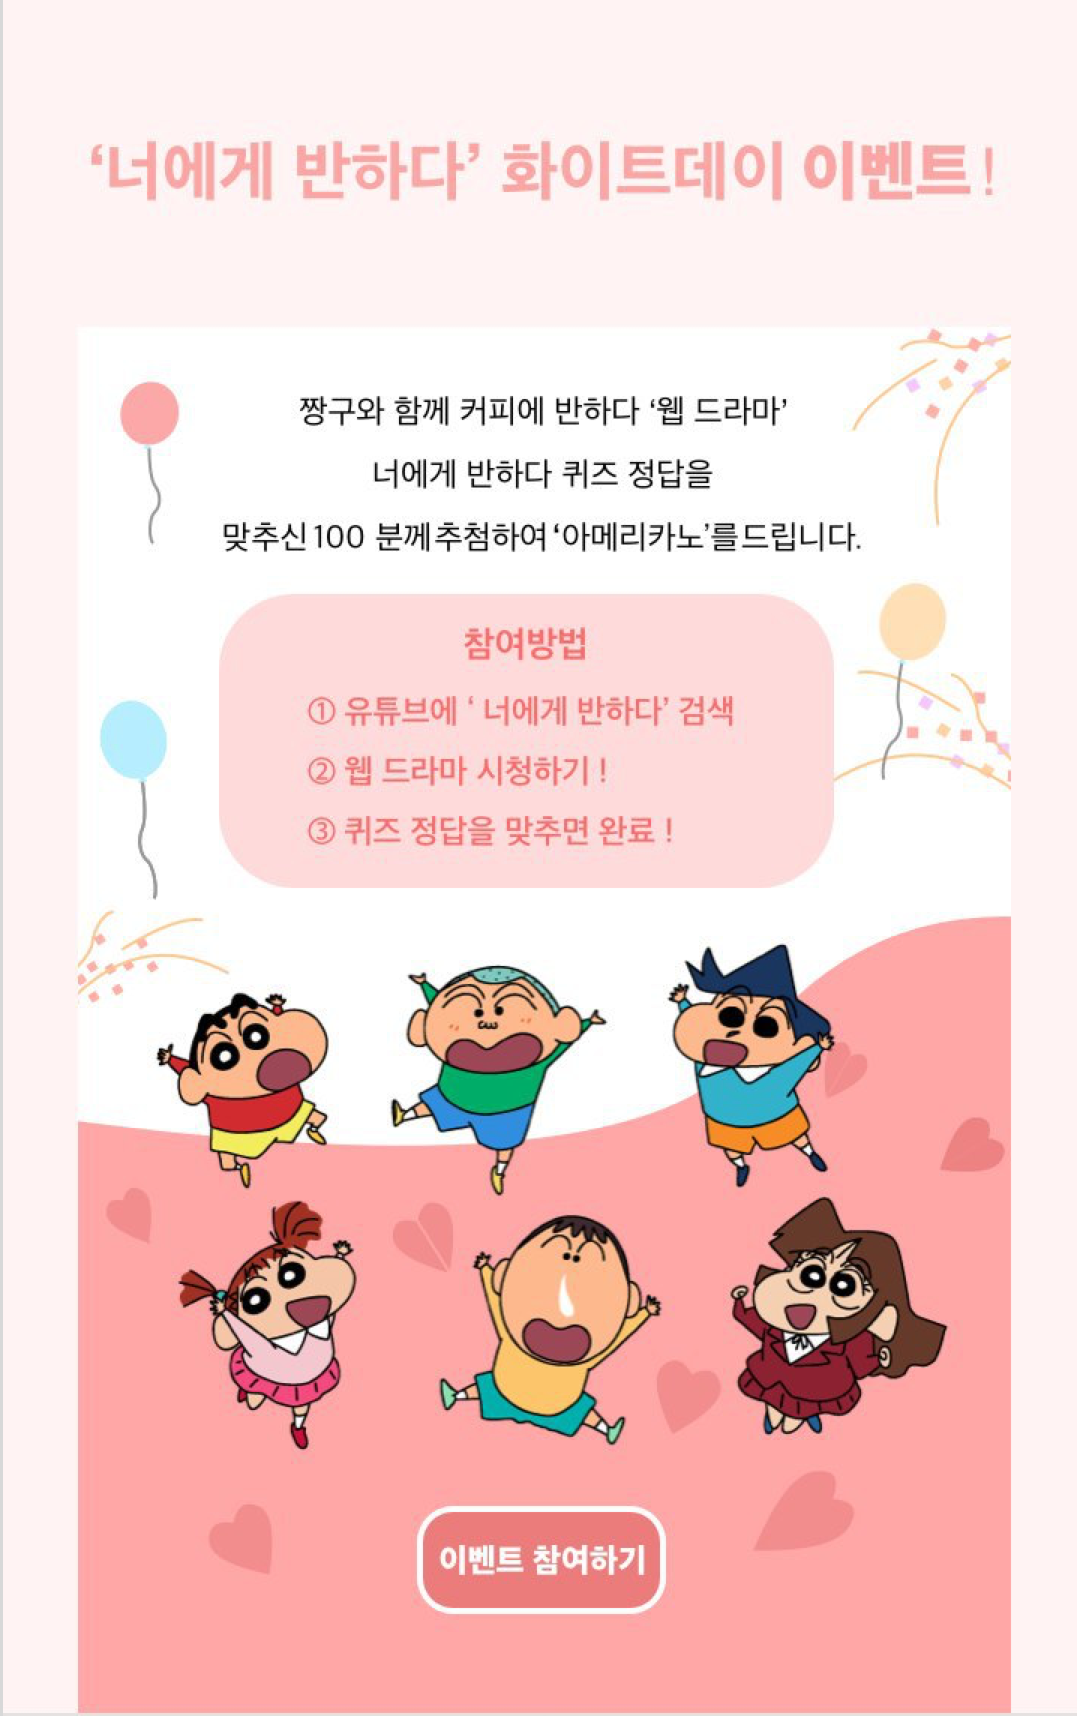 ‘너에게 반하다’ 화이트데이 이벤트!
짱구와 함께 커피에 반하다 ‘웹 드라마’
너에게 반하다 퀴즈 정답을
맞추신 100 분께 추첨하여 ‘아메리카노’를 드립니다.
참여방법
① 유튜브에 ‘ 너에게 반하다’ 검색
② 웹 드라마 시청하기 !
③ 퀴즈 정답을 맞추면 완료 !
이벤트 참여하기